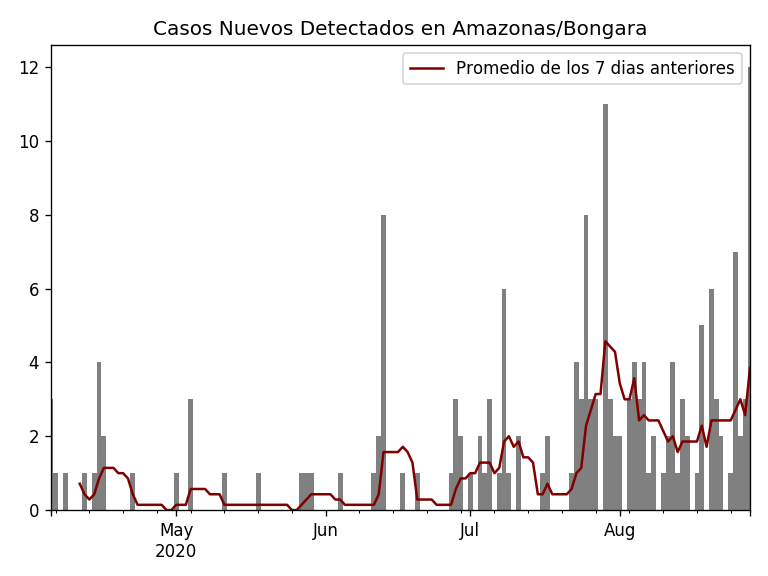 Casos Nuevos Detectados en Amazonas/Bongara
Promedio de los 7 dias anteriores
12
10
8
6
4
2
0
May
2020
Jun
Jul
Aug